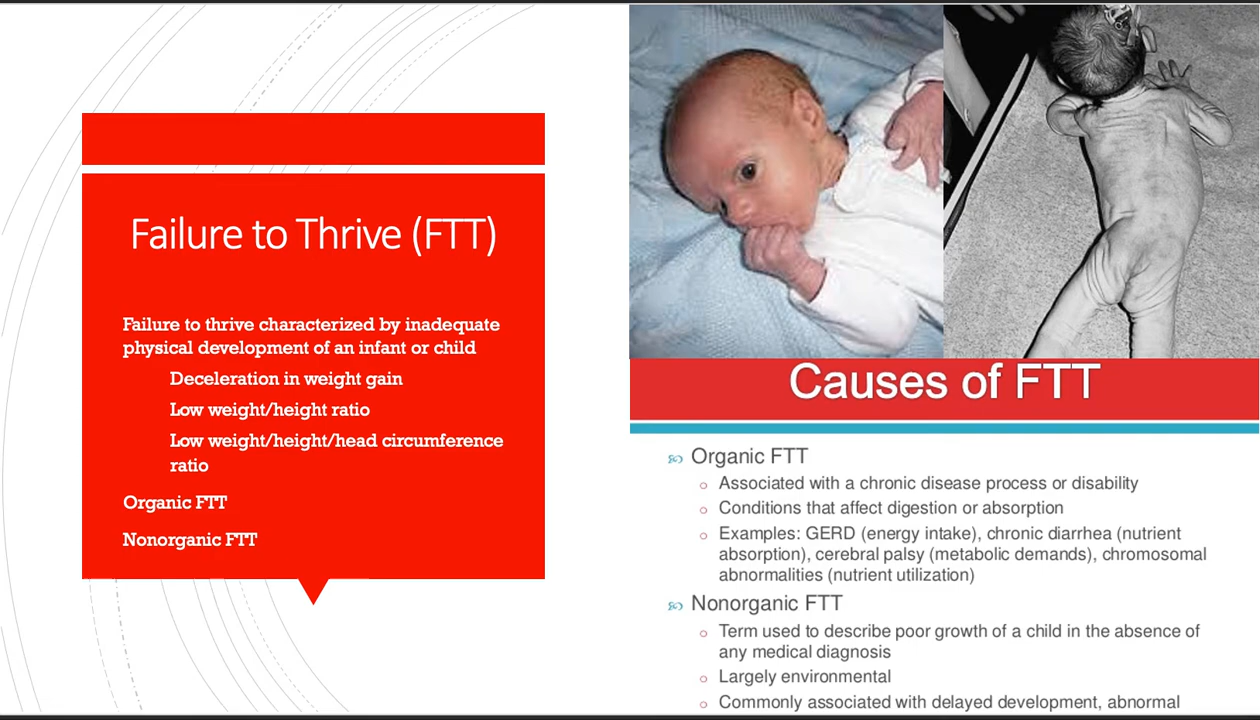 Failure to Thrive (FTT)
Failure to thrive characterized by inadequate
physical development of an infant or child
Deceleration in weight gain
Low weight/height ratio
Low weight/height/head circumference
ratio
Organic FTT
Nonorganic FTT
Causes of FTT
Organic FTT
Associated with a chronic disease process or disability
Conditions that affect digestion or absorption
Examples: GERD (energy intake), chronic diarrhea (nutrient
absorption), cerebral palsy (metabolic demands), chromosomal
abnormalities (nutrient utilization)
Nonorganic FTT
Term used to describe poor growth of a child in the absence of
any medical diagnosis
Largely environmental
Commonly associated with delayed development, abnormal